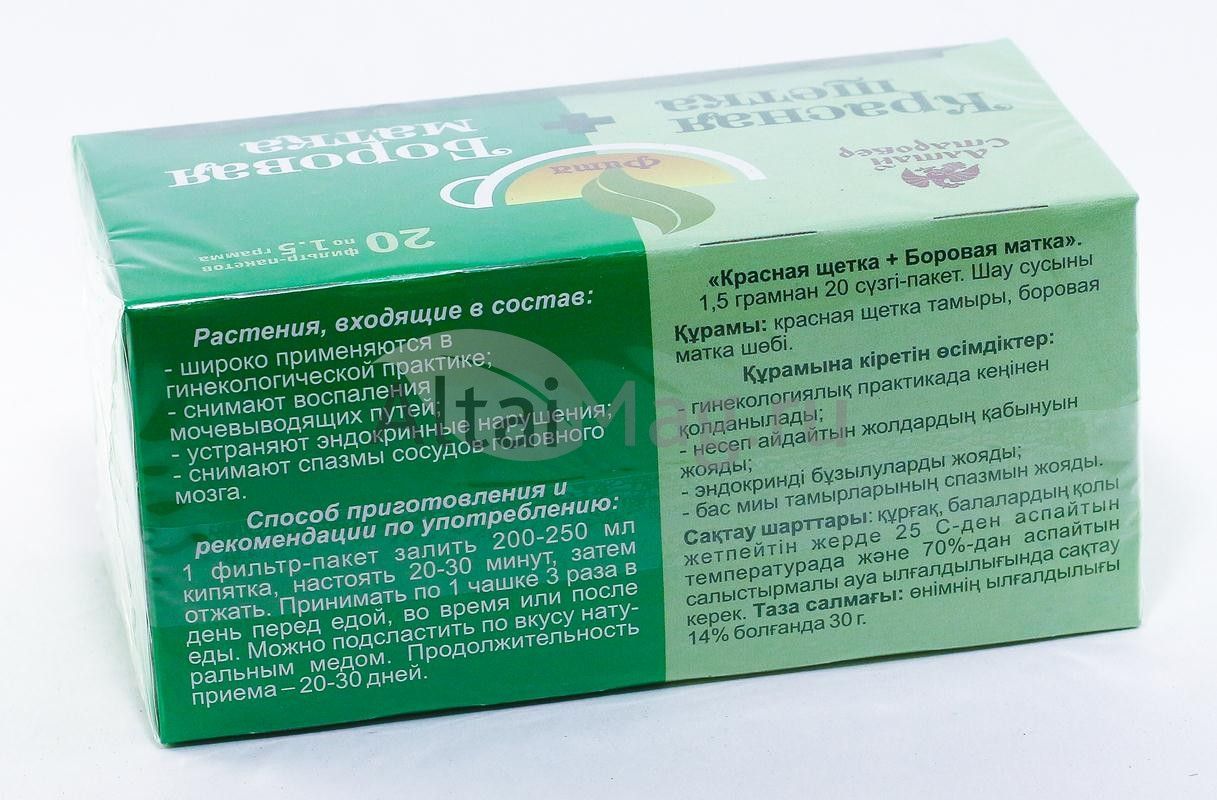 Красная
щетка
+
Боровая
матка
Алтай
Старовер
Фита
20
фильтр-пакетов
по 1.5 грамма
Растения, входящие в состав:
- широко применяются в
гинекологической практике;
- снимают воспаления
мочевыводящих путей;
- устраняют эндокринные нарушения;
- снимают спазмы сосудов головного
мозга.
Способ приготовления и
рекомендации по употреблению:
1 фильтр-пакет залить 200-250 мл
кипятка, настоять 20-30 минут, затем
отжать. Принимать по 1 чашке 3 раза в
день перед едой, во время или после
еды. Можно подсластить по вкусу нату-
ральным медом. Продолжительность
приема – 20-30 дней.
«Красная щетка + Боровая матка».
1,5 грамнан 20 сүзгі-пакет. Шау сусыны
Құрамы: красная щетка тамыры, боровая
матка шөбі.
Құрамына кіретін өсімдіктер:
- гинекологиялық практикада кеңінен
қолданылады;
- несеп айдайтын жолдардың қабынуын
жояды;
- эндокринді бұзылуларды жояды;
- бас миы тамырларының спазмын жояды.
Сақтау шарттары: құрғақ, балалардың қолы
жетпейтін жерде 25 С-ден аспайтын
температурада және 70%-дан аспайтын
салыстырмалы ауа ылғалдылығында сақтау
керек. Таза салмағы: өнімнің ылғалдылығы
14% болғанда 30 г.
AltaiMag.ru